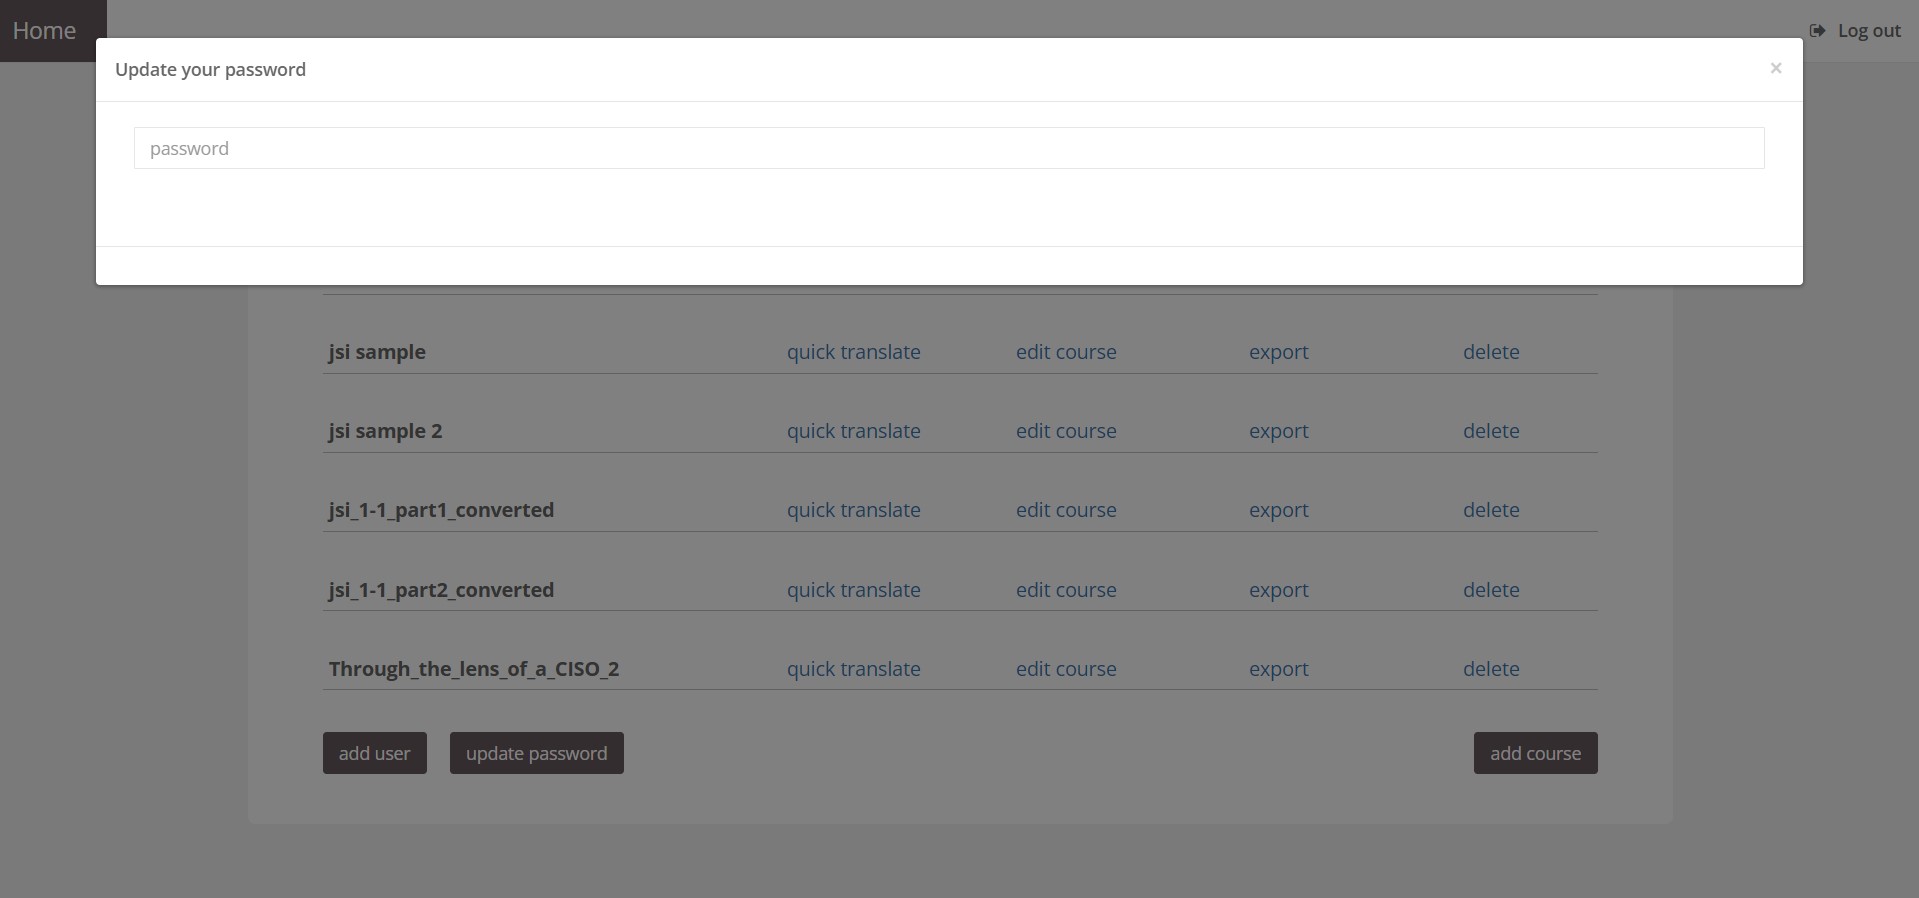 Home
Log out
Update your password
×
password
jsi sample quick translate edit course export delete
jsi sample 2 quick translate edit course export delete
jsi_1-1_part1_converted quick translate edit course export delete
jsi_1-1_part2_converted quick translate edit course export delete
Through_the_lens_of_a_CISO_2 quick translate edit course export delete
add user update password add course